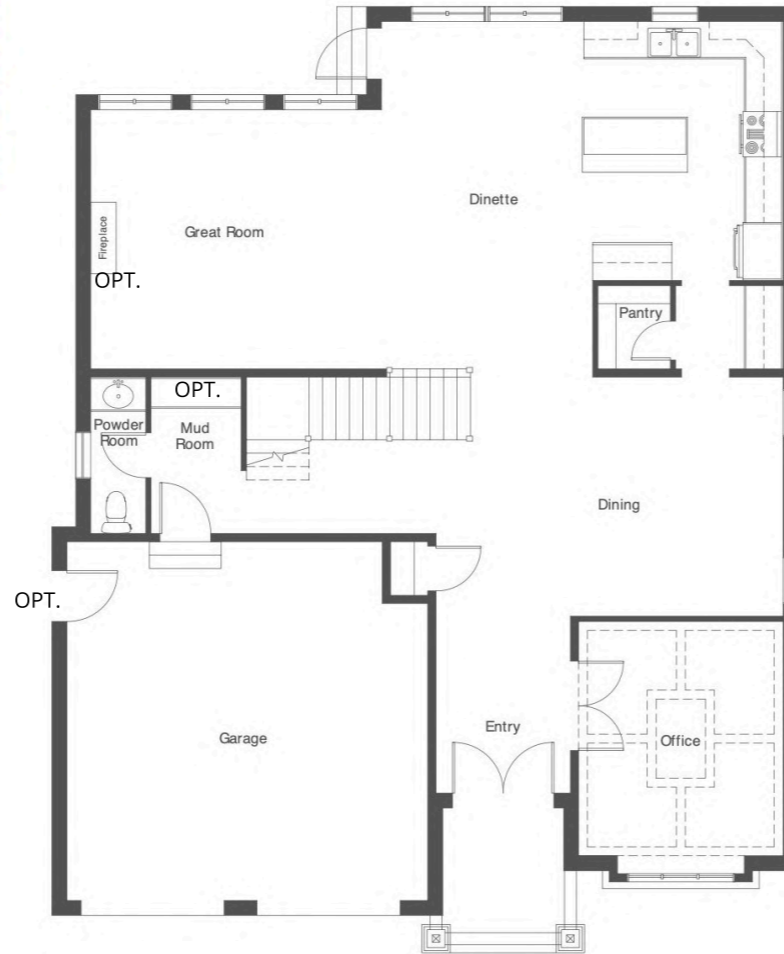 Dinette
Great Room
Fireplace
OPT.
Pantry
OPT.
Powder
Room
Mud
Room
Dining
OPT.
Garage
Entry
Office